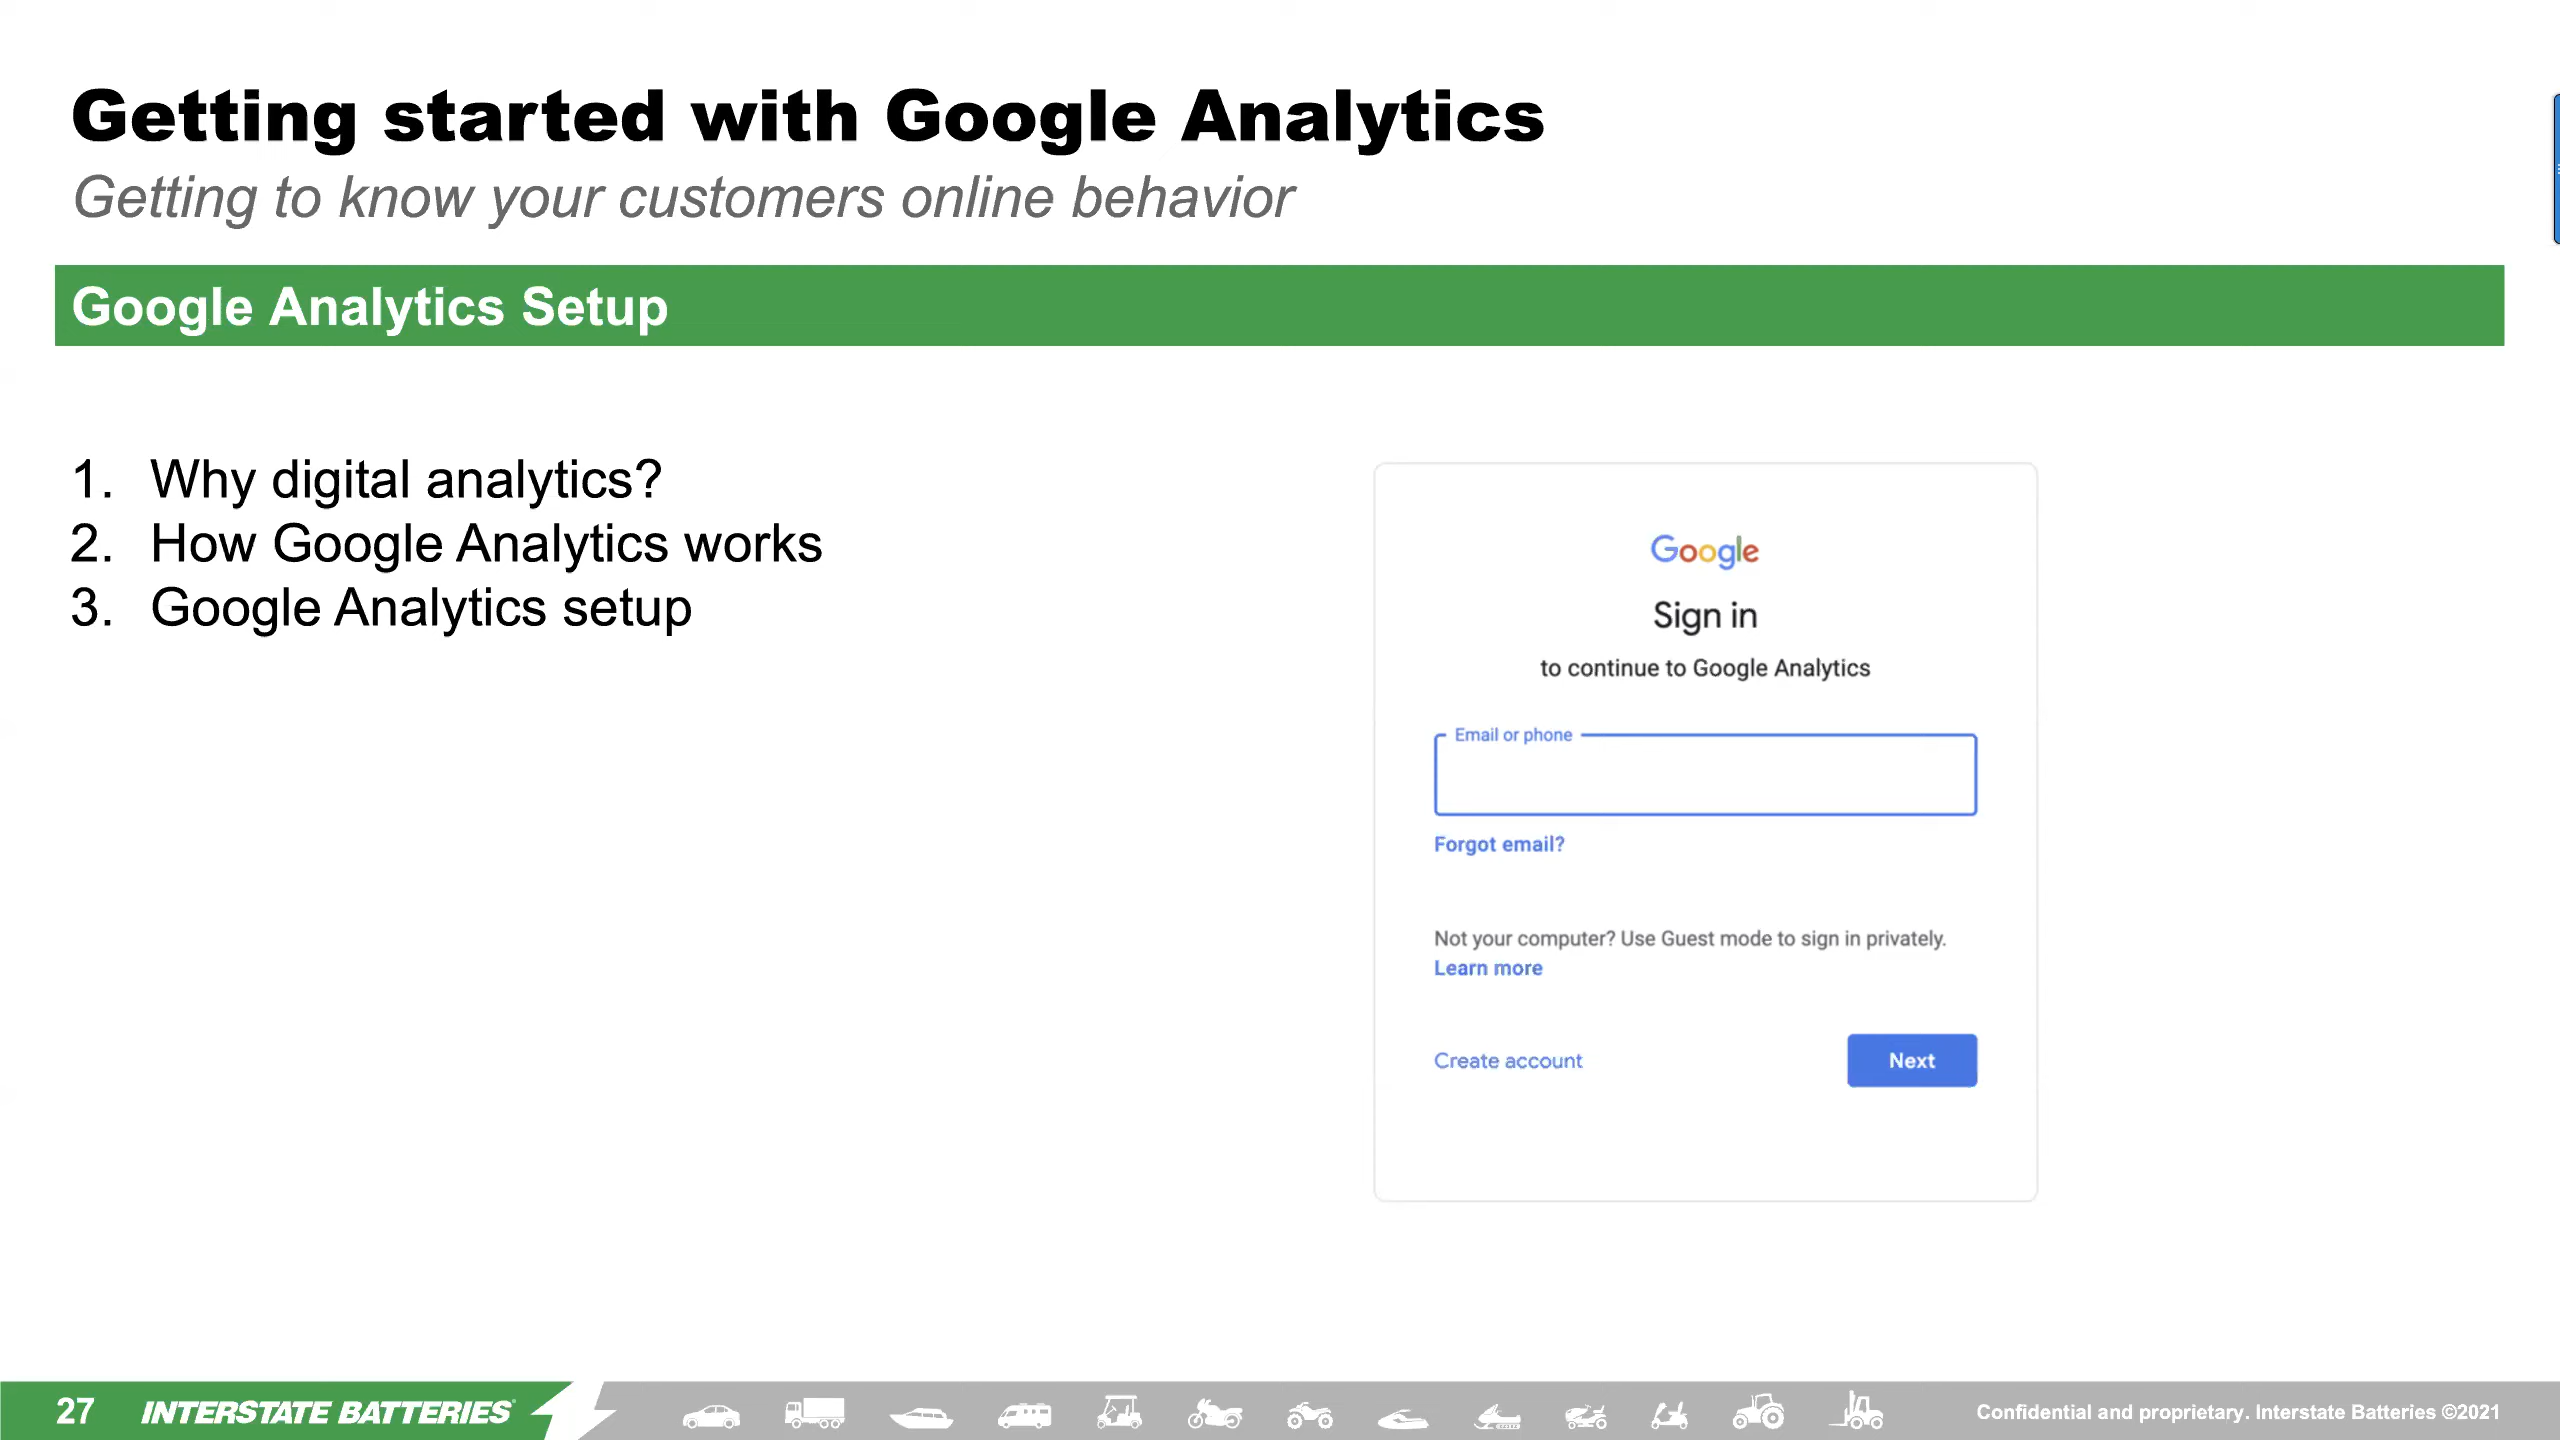 Getting started with Google Analytics
Getting to know your customers online behavior
Google Analytics Setup
1. Why digital analytics?
2. How Google Analytics works
3. Google Analytics setup
Google
Sign in
to continue to Google Analytics
Email or phone
Forgot email?
Not your computer? Use Guest mode to sign in privately.
Learn more
Create account
Next
27 INTERSTATE BATTERIES
Confidential and proprietary. Interstate Batteries ©2021